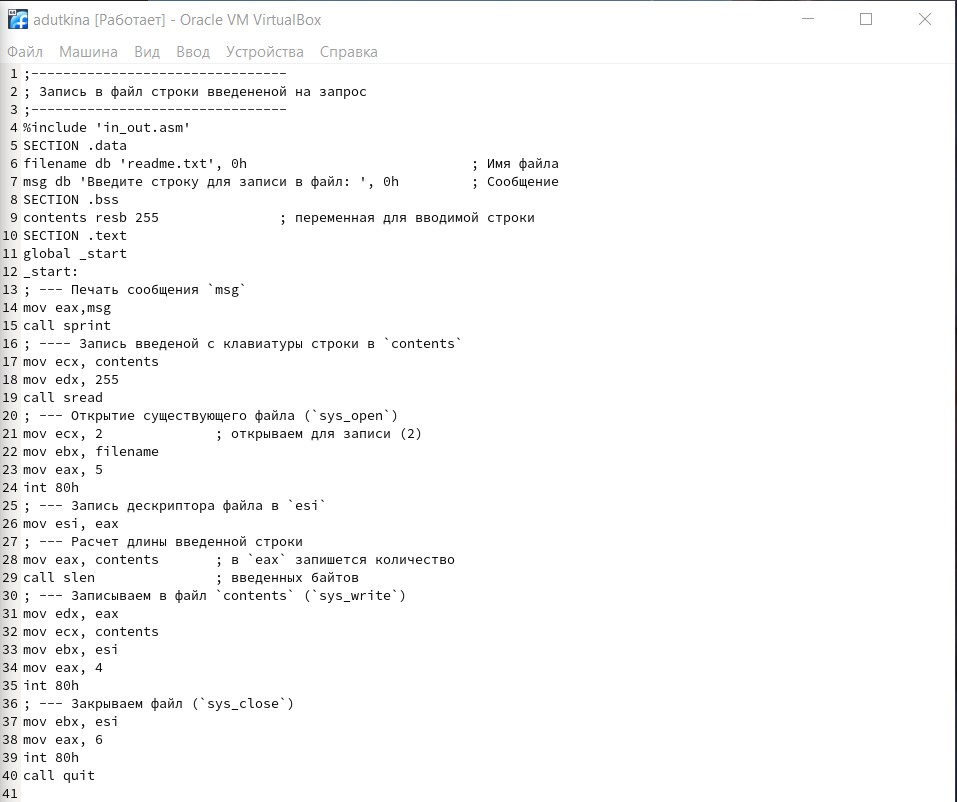 adutkina [Работает] - Oracle VM VirtualBox
Файл Машина Вид Ввод Устройства Справка
1 ;--------------------------------
2 ; Запись в файл строки введененой на запрос
3 ;--------------------------------
4 %include 'in_out.asm'
5 SECTION .data
6 filename db 'readme.txt', 0h ; Имя файла
7 msg db 'Введите строку для записи в файл: ', 0h ; Сообщение
8 SECTION .bss
9 contents resb 255 ; переменная для вводимой строки
10 SECTION .text
11 global _start
12 _start:
13 ; --- Печать сообщения `msg`
14 mov eax,msg
15 call sprint
16 ; ---- Запись введеной с клавиатуры строки в `contents`
17 mov ecx, contents
18 mov edx, 255
19 call sread
20 ; --- Открытие существующего файла (`sys_open`)
21 mov ecx, 2 ; открываем для записи (2)
22 mov ebx, filename
23 mov eax, 5
24 int 80h
25 ; --- Запись дескриптора файла в `esi`
26 mov esi, eax
27 ; --- Расчет длины введенной строки
28 mov eax, contents ; в `eax` запишется количество
29 call slen ; введенных байтов
30 ; --- Записываем в файл `contents` (`sys_write`)
31 mov edx, eax
32 mov ecx, contents
33 mov ebx, esi
34 mov eax, 4
35 int 80h
36 ; --- Закрываем файл (`sys_close`)
37 mov ebx, esi
38 mov eax, 6
39 int 80h
40 call quit
41